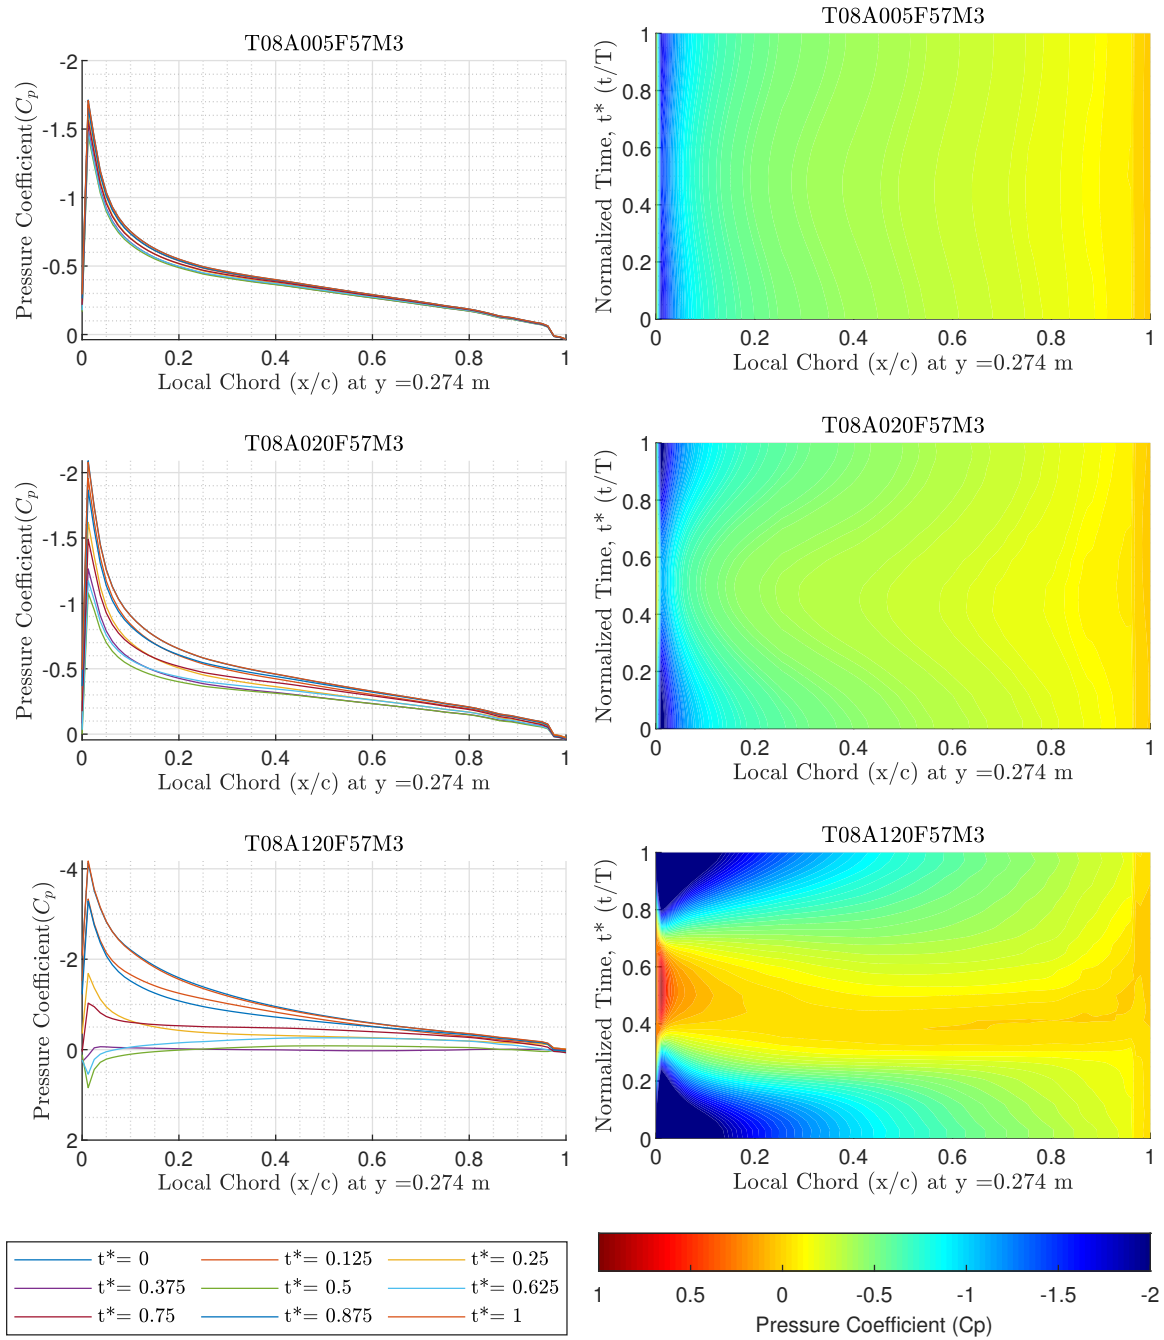 T08A005F57M3
-2
-1.5
-1
-0.5
0
0 0.2 0.4 0.6 0.8 1
Pressure Coefficient(Cp)
Local Chord (x/c) at y =0.274 m
T08A005F57M3
1
0.8
0.6
0.4
0.2
0
0 0.2 0.4 0.6 0.8 1
Normalized Time, t* (t/T)
Local Chord (x/c) at y =0.274 m
T08A020F57M3
-2
-1.5
-1
-0.5
0
0 0.2 0.4 0.6 0.8 1
Pressure Coefficient(Cp)
Local Chord (x/c) at y =0.274 m
T08A020F57M3
1
0.8
0.6
0.4
0.2
0
0 0.2 0.4 0.6 0.8 1
Normalized Time, t* (t/T)
Local Chord (x/c) at y =0.274 m
T08A120F57M3
-4
-2
0
2
0 0.2 0.4 0.6 0.8 1
Pressure Coefficient(Cp)
Local Chord (x/c) at y =0.274 m
T08A120F57M3
1
0.8
0.6
0.4
0.2
0
0 0.2 0.4 0.6 0.8 1
Normalized Time, t* (t/T)
Local Chord (x/c) at y =0.274 m
t*= 0 t*= 0.125 t*= 0.25
t*= 0.375 t*= 0.5 t*= 0.625
t*= 0.75 t*= 0.875 t*= 1
1 0.5 0 -0.5 -1 -1.5 -2
Pressure Coefficient (Cp)